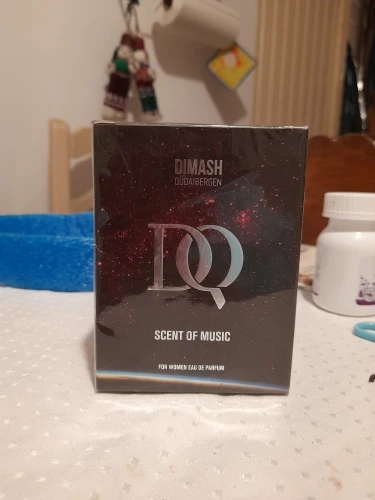 DIMASH
QUDAIBERGEN
DQ
SCENT OF MUSIC
FOR WOMEN EAU DE PARFUM